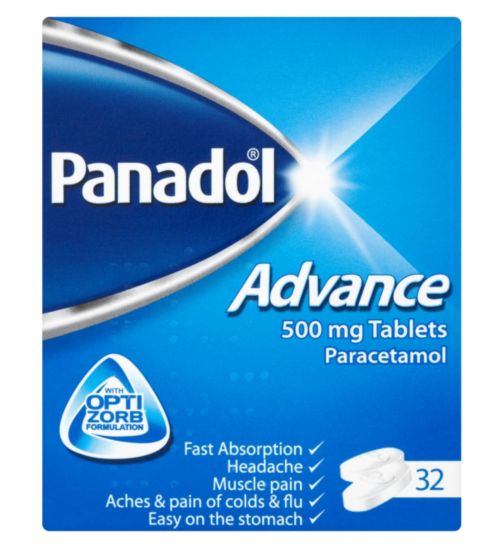 Panadol®
Advance
500 mg Tablets
Paracetamol
WITH
OPTI
ZORB
FORMULATION
Fast Absorption ✓
Headache ✓
Muscle pain ✓
Aches & pain of colds & flu ✓
Easy on the stomach ✓
32